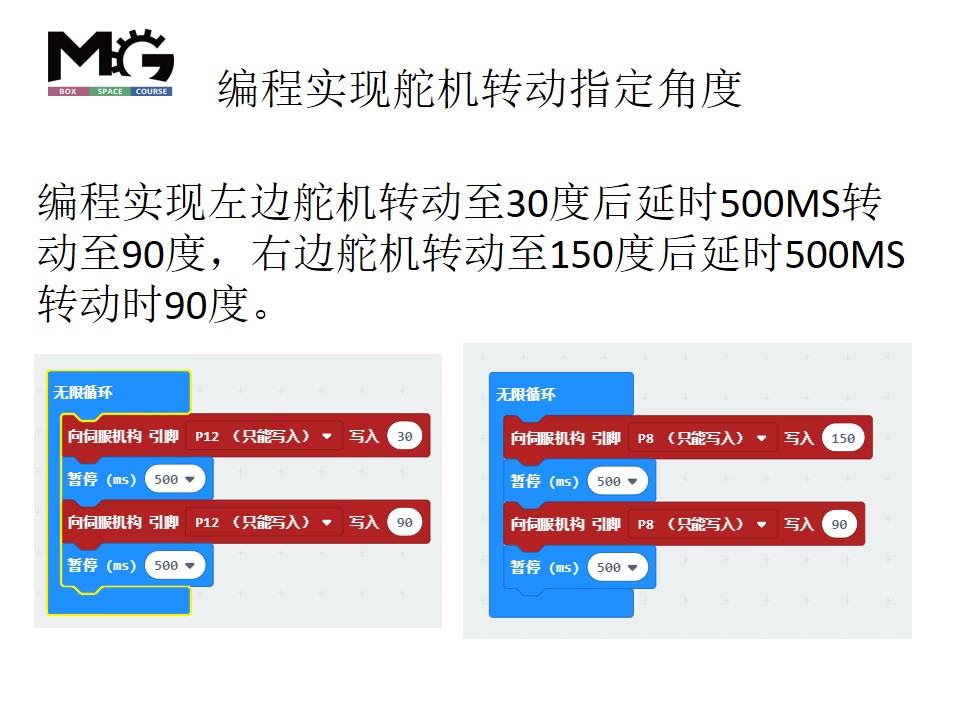 MG
BOX SPACE COURSE
编程实现舵机转动指定角度
编程实现左边舵机转动至30度后延时500MS转
动至90度，右边舵机转动至150度后延时500MS
转动时90度。
无限循环
向伺服机构 引脚 P12 （只能写入） 写入 30
暂停 (ms) 500
向伺服机构 引脚 P12 （只能写入） 写入 90
暂停 (ms) 500
无限循环
向伺服机构 引脚 P8 （只能写入） 写入 150
暂停 (ms) 500
向伺服机构 引脚 P8 （只能写入） 写入 90
暂停 (ms) 500